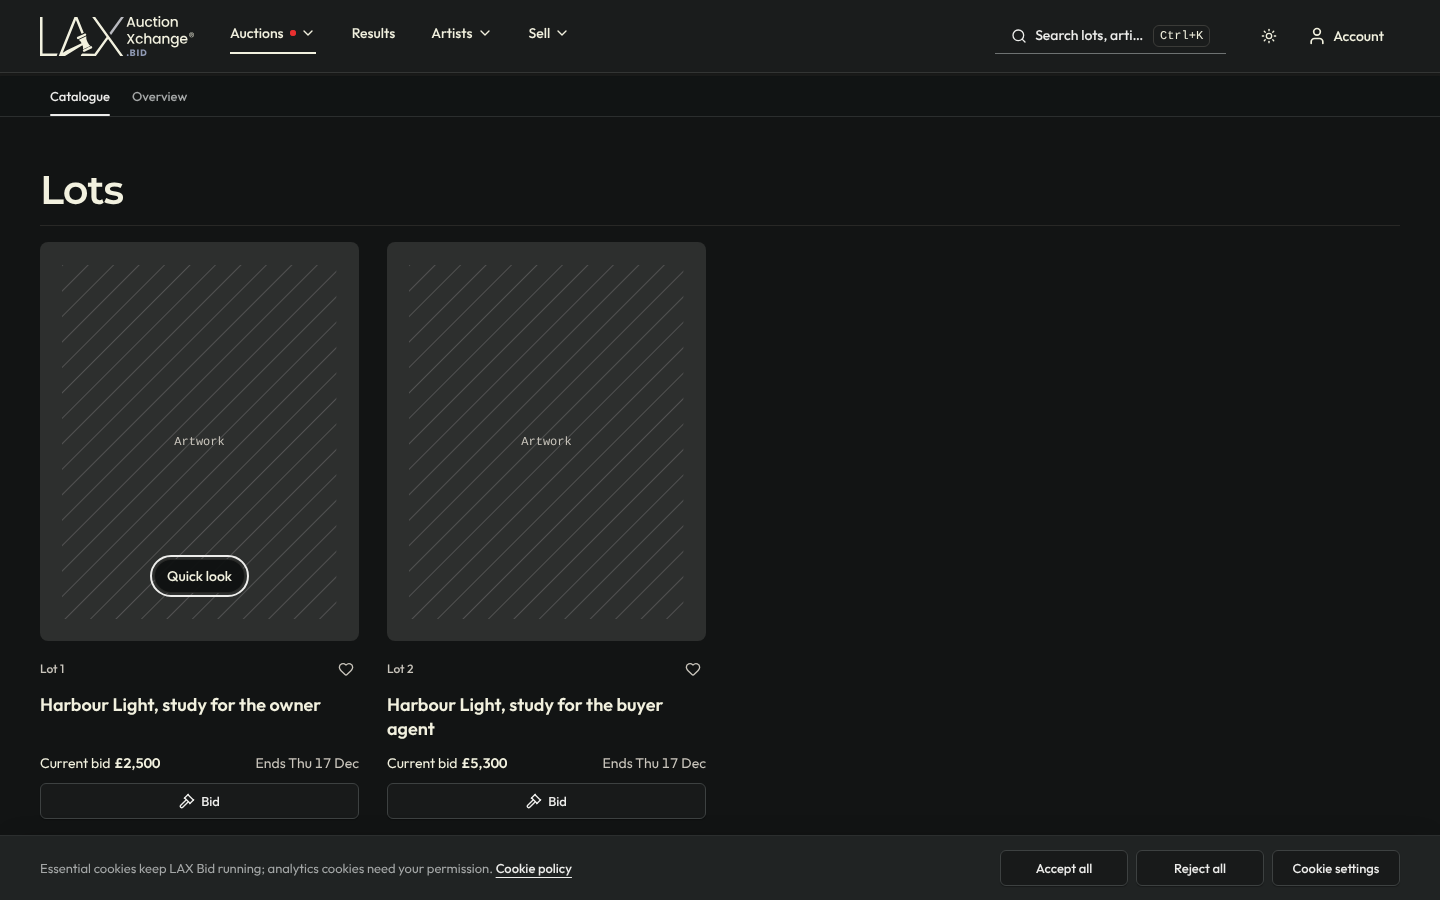 LAX Auction Xchange® .BID
Auctions
Results
Artists
Sell
Search lots, arti... Ctrl+K
Account
Catalogue
Overview
Lots
Artwork
Artwork
Quick look
Lot 1
Lot 2
Harbour Light, study for the owner
Harbour Light, study for the buyer
agent
Current bid £2,500
Ends Thu 17 Dec
Current bid £5,300
Ends Thu 17 Dec
Bid
Bid
Essential cookies keep LAX Bid running; analytics cookies need your permission. Cookie policy
Accept all
Reject all
Cookie settings